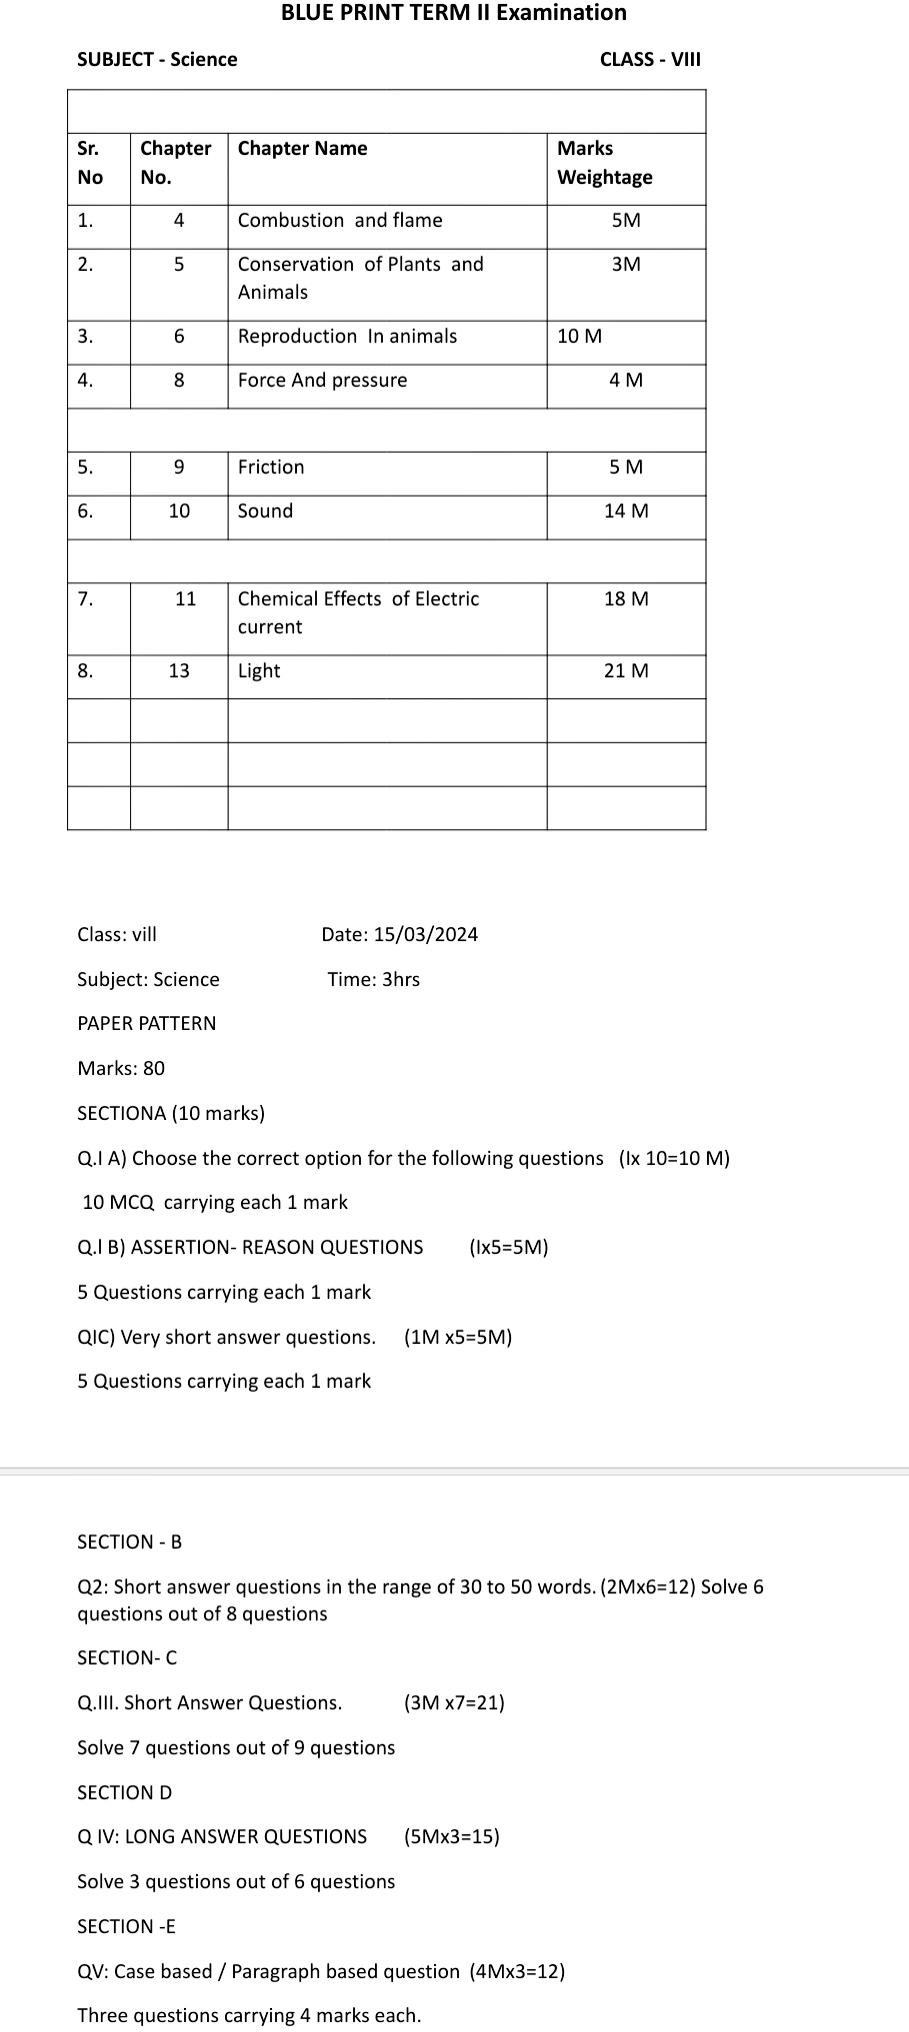 BLUE PRINT TERM II Examination
SUBJECT - Science CLASS - VIII
Sr. No Chapter No. Chapter Name Marks Weightage
1. 4 Combustion and flame 5M
2. 5 Conservation of Plants and Animals 3M
3. 6 Reproduction In animals 10 M
4. 8 Force And pressure 4 M
5. 9 Friction 5 M
6. 10 Sound 14 M
7. 11 Chemical Effects of Electric current 18 M
8. 13 Light 21 M
Class: vill Date: 15/03/2024
Subject: Science Time: 3hrs
PAPER PATTERN
Marks: 80
SECTIONA (10 marks)
Q.I A) Choose the correct option for the following questions (Ix 10=10 M)
10 MCQ carrying each 1 mark
Q.l B) ASSERTION- REASON QUESTIONS (Ix5=5M)
5 Questions carrying each 1 mark
QIC) Very short answer questions. (1M x5=5M)
5 Questions carrying each 1 mark
SECTION - B
Q2: Short answer questions in the range of 30 to 50 words. (2Mx6=12) Solve 6
questions out of 8 questions
SECTION- C
Q.III. Short Answer Questions. (3M x7=21)
Solve 7 questions out of 9 questions
SECTION D
Q IV: LONG ANSWER QUESTIONS (5Mx3=15)
Solve 3 questions out of 6 questions
SECTION -E
QV: Case based / Paragraph based question (4Mx3=12)
Three questions carrying 4 marks each.